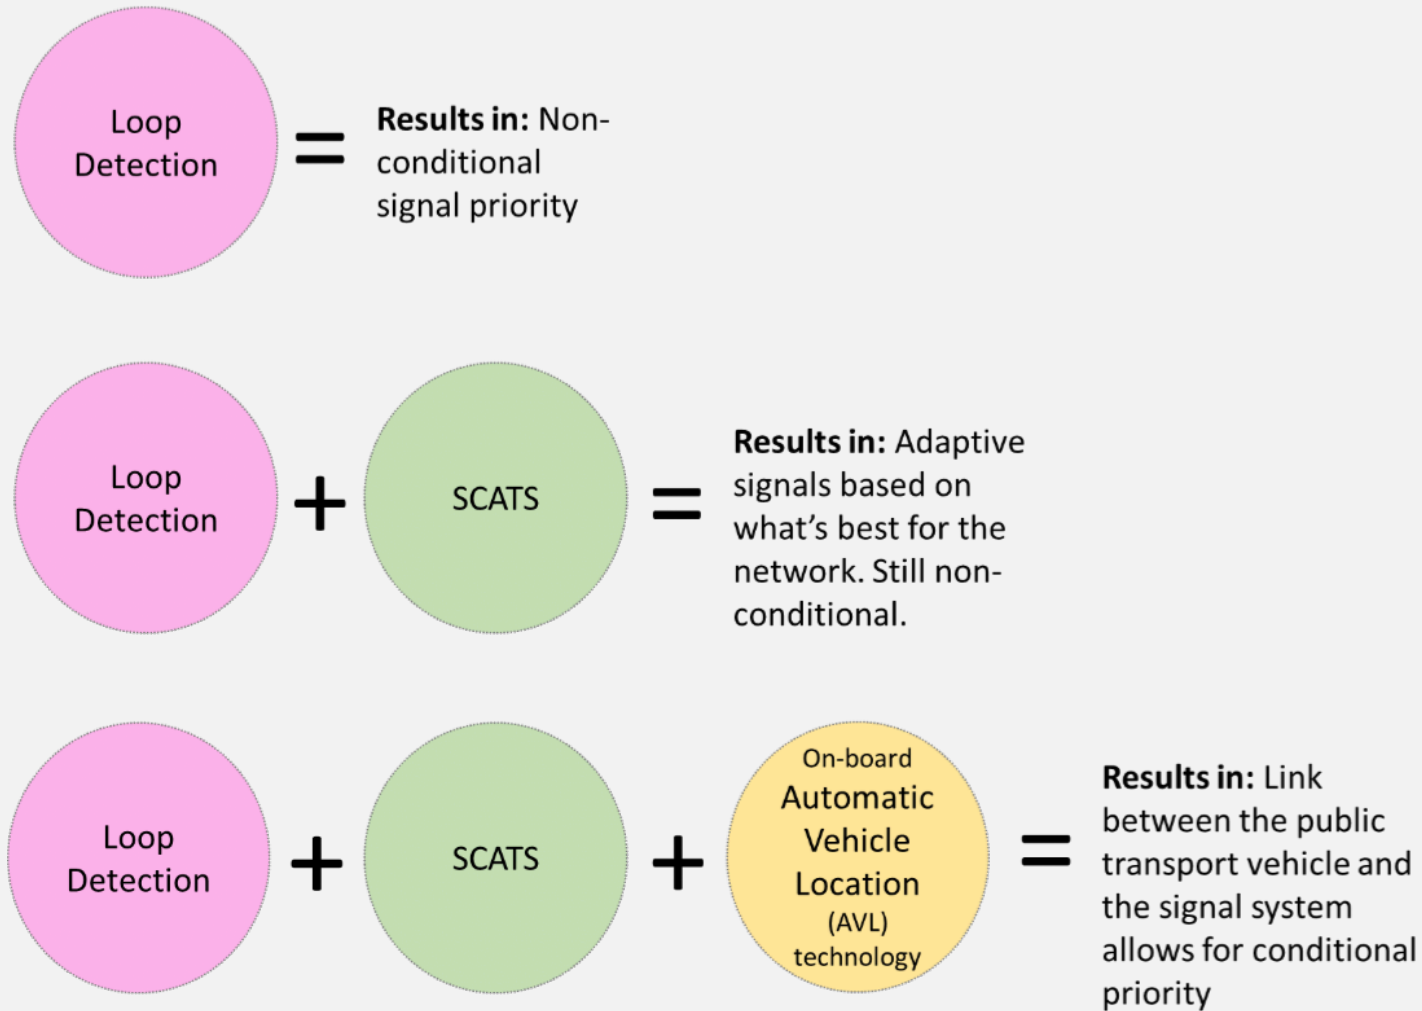 Loop
Detection
=
Results in: Non-
conditional
signal priority
Loop
Detection
+
SCATS
=
Results in: Adaptive
signals based on
what's best for the
network. Still non-
conditional.
Loop
Detection
+
SCATS
+
On-board
Automatic
Vehicle
Location
(AVL)
technology
=
Results in: Link
between the public
transport vehicle and
the signal system
allows for conditional
priority